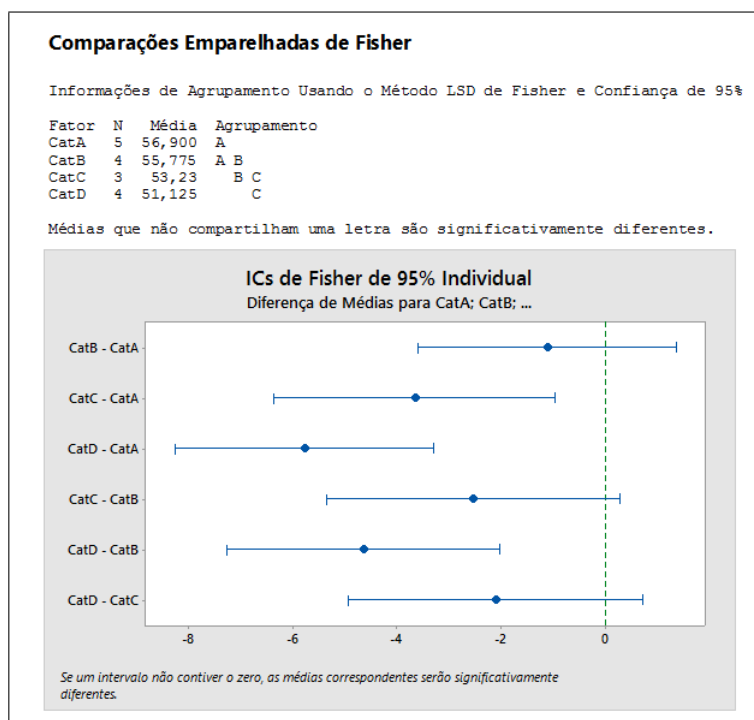 Comparações Emparelhadas de Fisher
Informações de Agrupamento Usando o Método LSD de Fisher e Confiança de 95%
Fator N Média Agrupamento
CatA 5 56,900 A
CatB 4 55,775 A B
CatC 3 53,23 B C
CatD 4 51,125 C
Médias que não compartilham uma letra são significativamente diferentes.
ICs de Fisher de 95% Individual
Diferença de Médias para CatA; CatB; ...
CatB - CatA
CatC - CatA
CatD - CatA
CatC - CatB
CatD - CatB
CatD - CatC
-8 -6 -4 -2 0
Se um intervalo não contiver o zero, as médias correspondentes serão significativamente
diferentes.